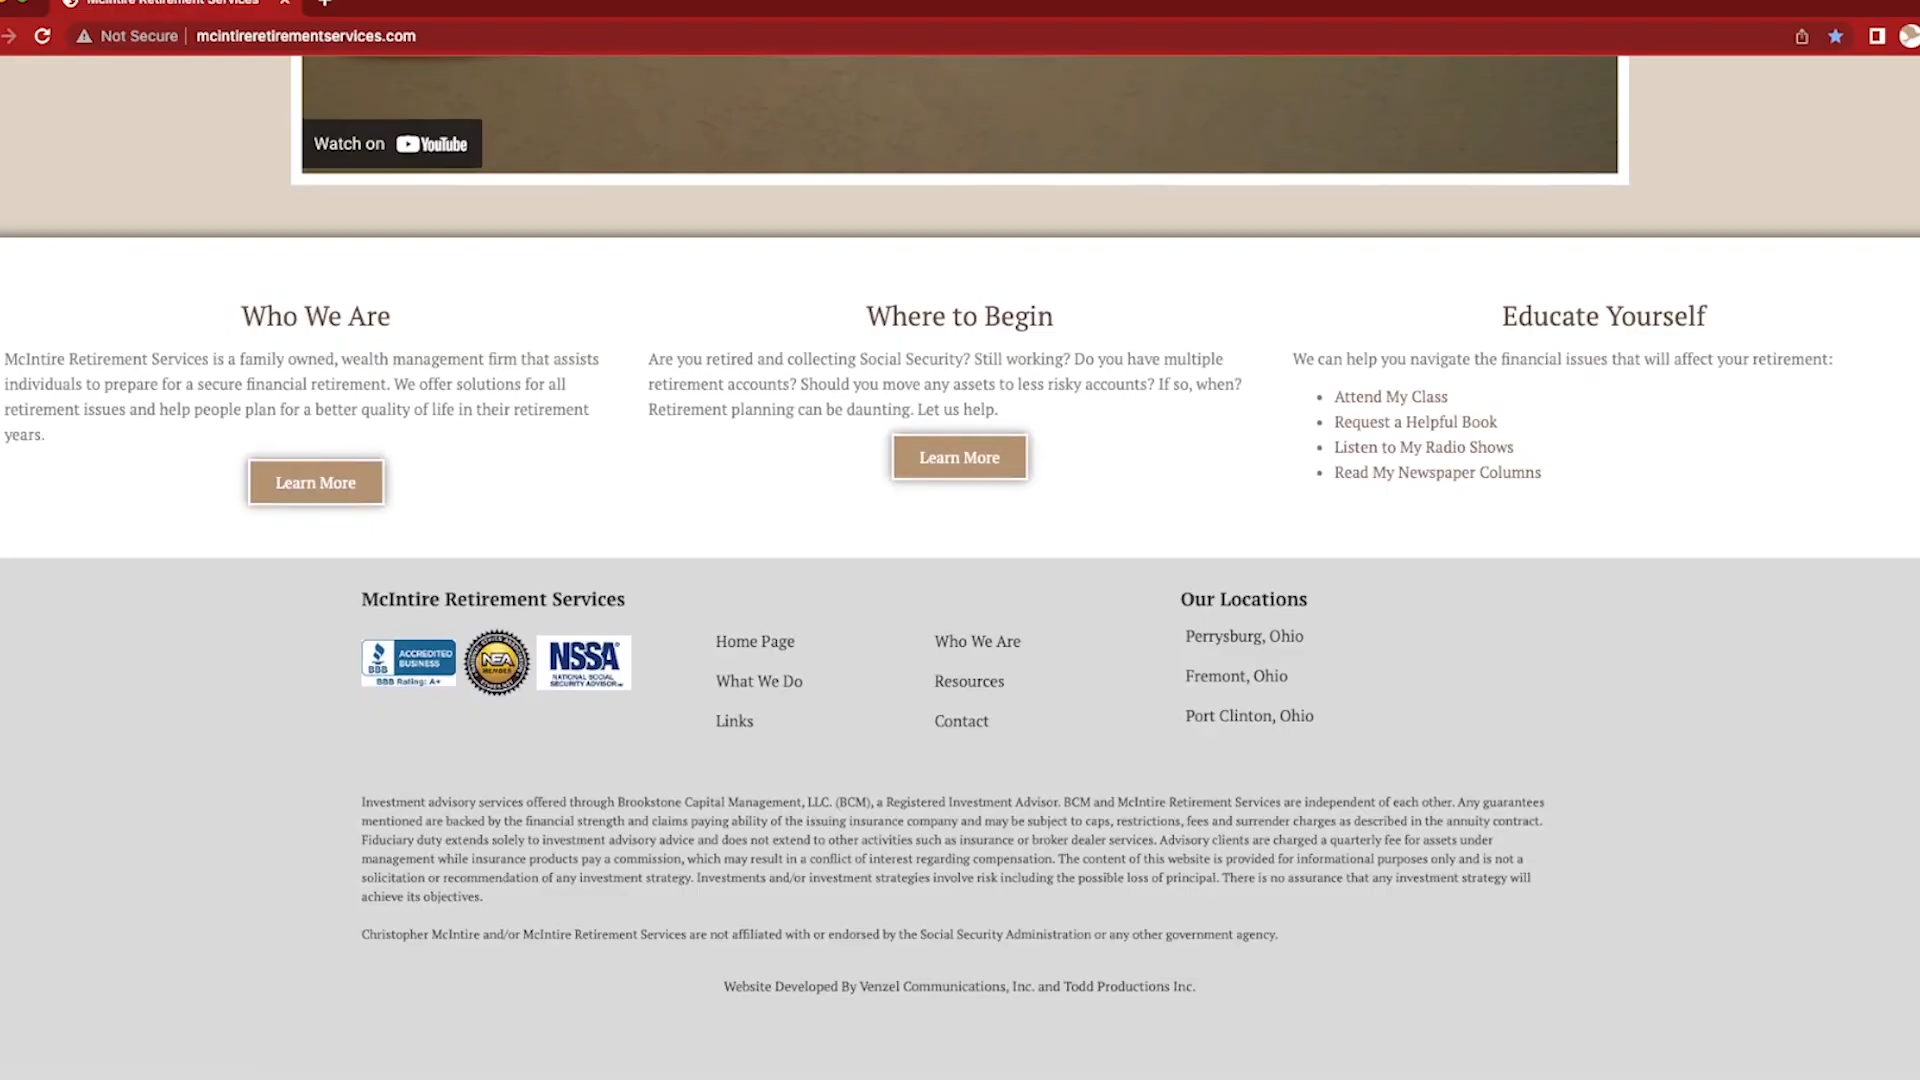 McIntire Retirement Services
Not Secure
mcintireretirementservices.com
Watch on YouTube
Who We Are
McIntire Retirement Services is a family owned, wealth management firm that assists
individuals to prepare for a secure financial retirement. We offer solutions for all
retirement issues and help people plan for a better quality of life in their retirement
years.
Learn More
Where to Begin
Are you retired and collecting Social Security? Still working? Do you have multiple
retirement accounts? Should you move any assets to less risky accounts? If so, when?
Retirement planning can be daunting. Let us help.
Learn More
Educate Yourself
We can help you navigate the financial issues that will affect your retirement:
Attend My Class
Request a Helpful Book
Listen to My Radio Shows
Read My Newspaper Columns
McIntire Retirement Services
BBB
ACCREDITED
BUSINESS
BBB Rating: A+
NEA
MEMBER
NSSA
NATIONAL SOCIAL
SECURITY ADVISOR
Home Page
What We Do
Links
Who We Are
Resources
Contact
Our Locations
Perrysburg, Ohio
Fremont, Ohio
Port Clinton, Ohio
Investment advisory services offered through Brookstone Capital Management, LLC. (BCM), a Registered Investment Advisor. BCM and McIntire Retirement Services are independent of each other. Any guarantees
mentioned are backed by the financial strength and claims paying ability of the issuing insurance company and may be subject to caps, restrictions, fees and surrender charges as described in the annuity contract.
Fiduciary duty extends solely to investment advisory advice and does not extend to other activities such as insurance or broker dealer services. Advisory clients are charged a quarterly fee for assets under
management while insurance products pay a commission, which may result in a conflict of interest regarding compensation. The content of this website is provided for informational purposes only and is not a
solicitation or recommendation of any investment strategy. Investments and/or investment strategies involve risk including the possible loss of principal. There is no assurance that any investment strategy will
achieve its objectives.
Christopher McIntire and/or McIntire Retirement Services are not affiliated with or endorsed by the Social Security Administration or any other government agency.
Website Developed By Venzel Communications, Inc. and Todd Productions Inc.